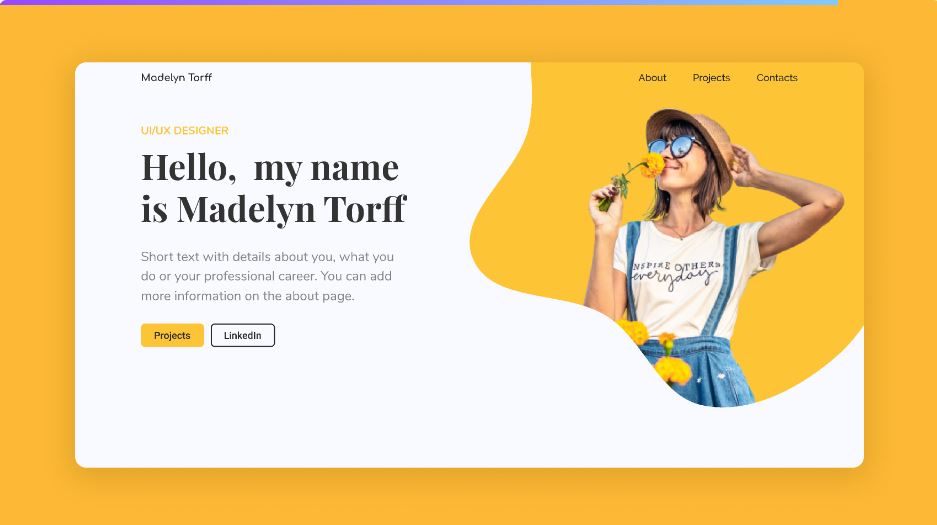 Madelyn Torff
About
Projects
Contacts
UI/UX DESIGNER
Hello, my name
is Madelyn Torff
Short text with details about you, what you
do or your professional career. You can add
more information on the about page.
Projects
LinkedIn
INSPIRE OTHERS
everyday